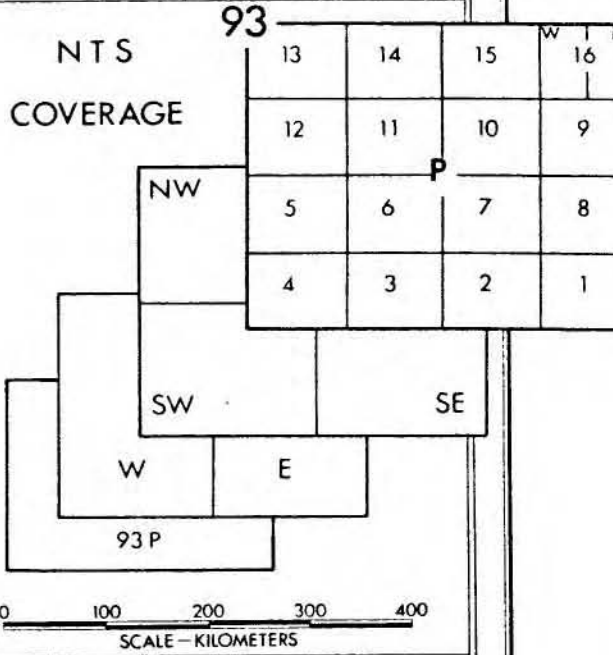 93
NTS
COVERAGE
13 14 15 W 16
12 11 10 9
P
NW
5 6 7 8
4 3 2 1
SW SE
W E
93 P
0 100 200 300 400
SCALE–KILOMETERS